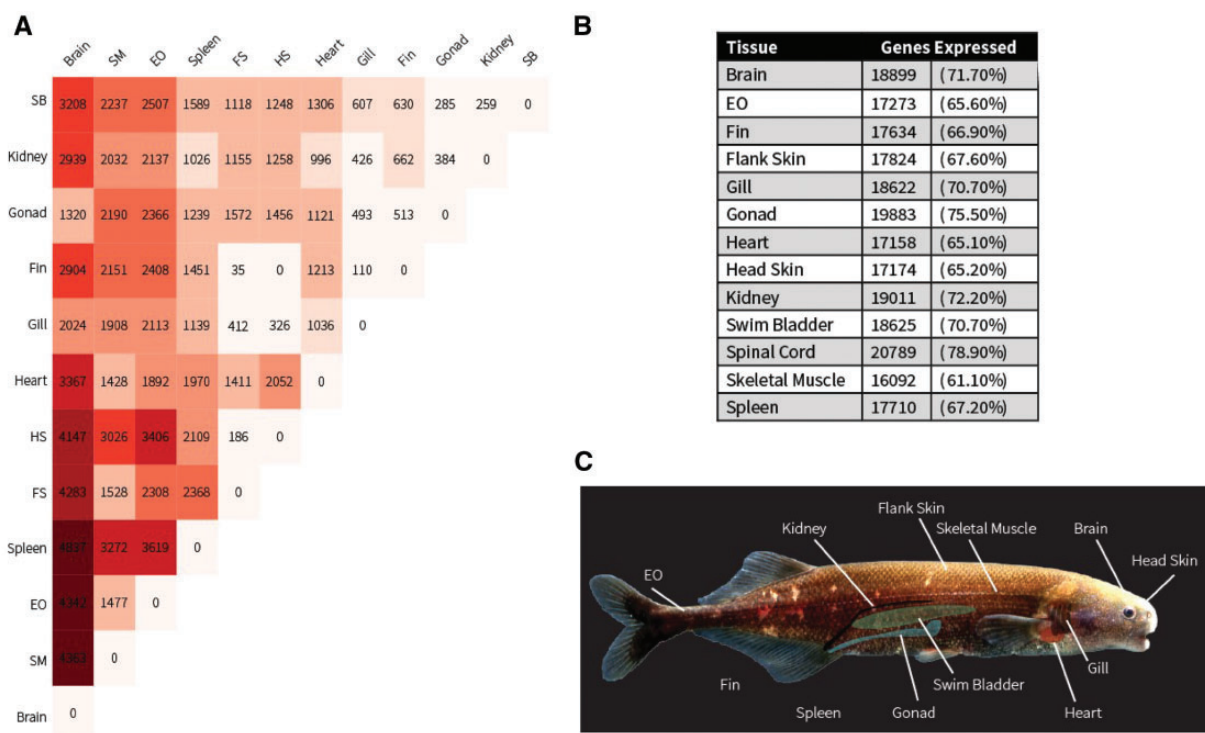 A
Brain SM EO Spleen FS HS Heart Gill Fin Gonad Kidney SB
SB 3208 2237 2507 1589 1118 1248 1306 607 630 285 259 0
Kidney 2939 2032 2137 1026 1155 1258 996 426 662 384 0
Gonad 1320 2190 2366 1239 1572 1456 1121 493 513 0
Fin 2904 2151 2408 1451 35 0 1213 110 0
Gill 2024 1908 2113 1139 412 326 1036 0
Heart 3367 1428 1892 1970 1411 2052 0
HS 4147 3026 3406 2109 186 0
FS 4283 1528 2308 2368 0
Spleen 4837 3272 3619 0
EO 4342 1477 0
SM 4363 0
Brain 0
B
Tissue Genes Expressed
Brain 18899 (71.70%)
EO 17273 (65.60%)
Fin 17634 (66.90%)
Flank Skin 17824 (67.60%)
Gill 18622 (70.70%)
Gonad 19883 (75.50%)
Heart 17158 (65.10%)
Head Skin 17174 (65.20%)
Kidney 19011 (72.20%)
Swim Bladder 18625 (70.70%)
Spinal Cord 20789 (78.90%)
Skeletal Muscle 16092 (61.10%)
Spleen 17710 (67.20%)
C
Flank Skin
Kidney Skeletal Muscle Brain
Head Skin
EO
Gill
Fin Swim Bladder
Spleen Gonad Heart